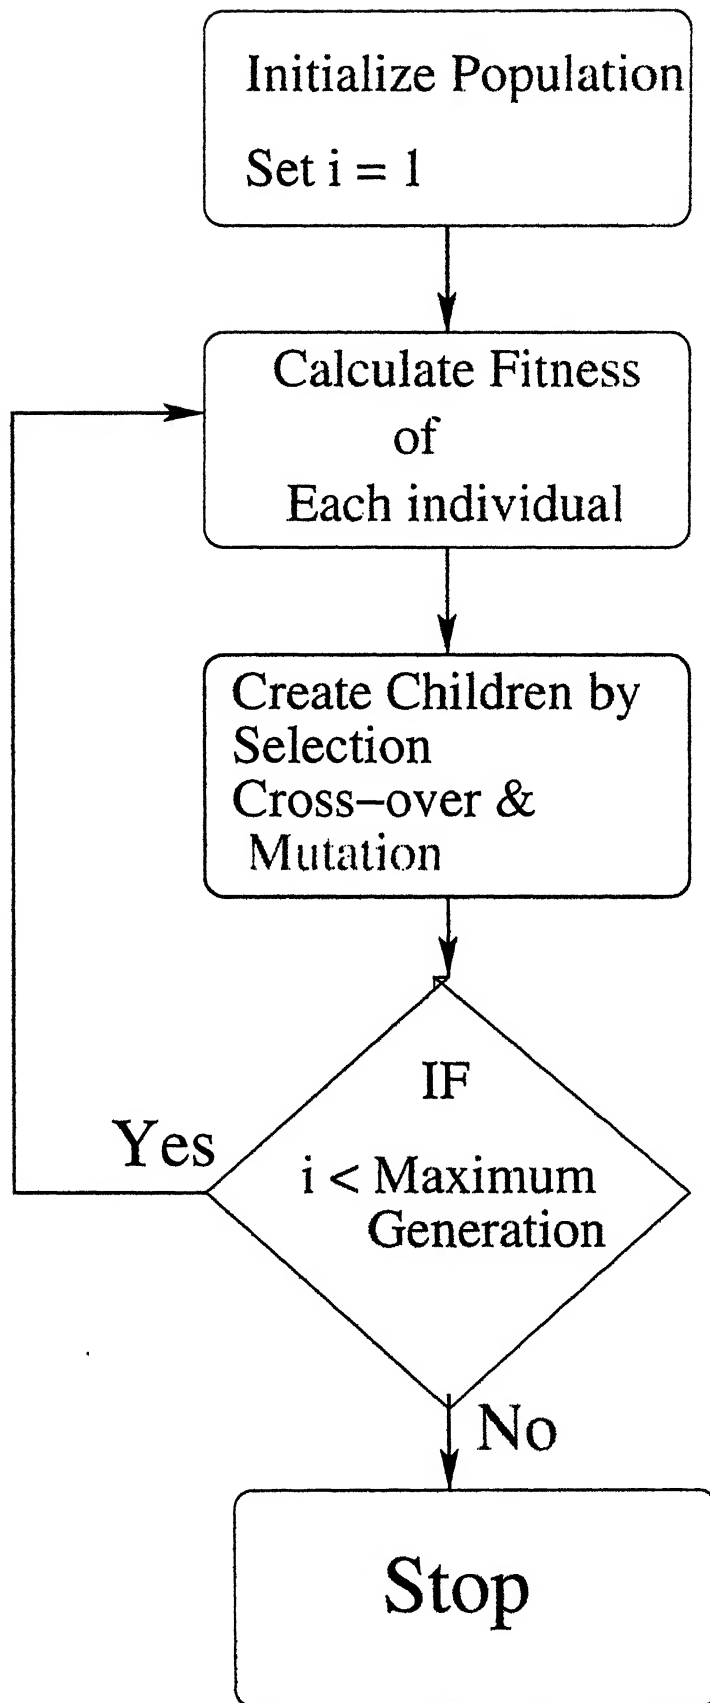 Initialize Population
Set i = 1
Calculate Fitness
of
Each individual
Create Children by
Selection
Cross–over &
Mutation
IF
Yes
i < Maximum
Generation
No
Stop